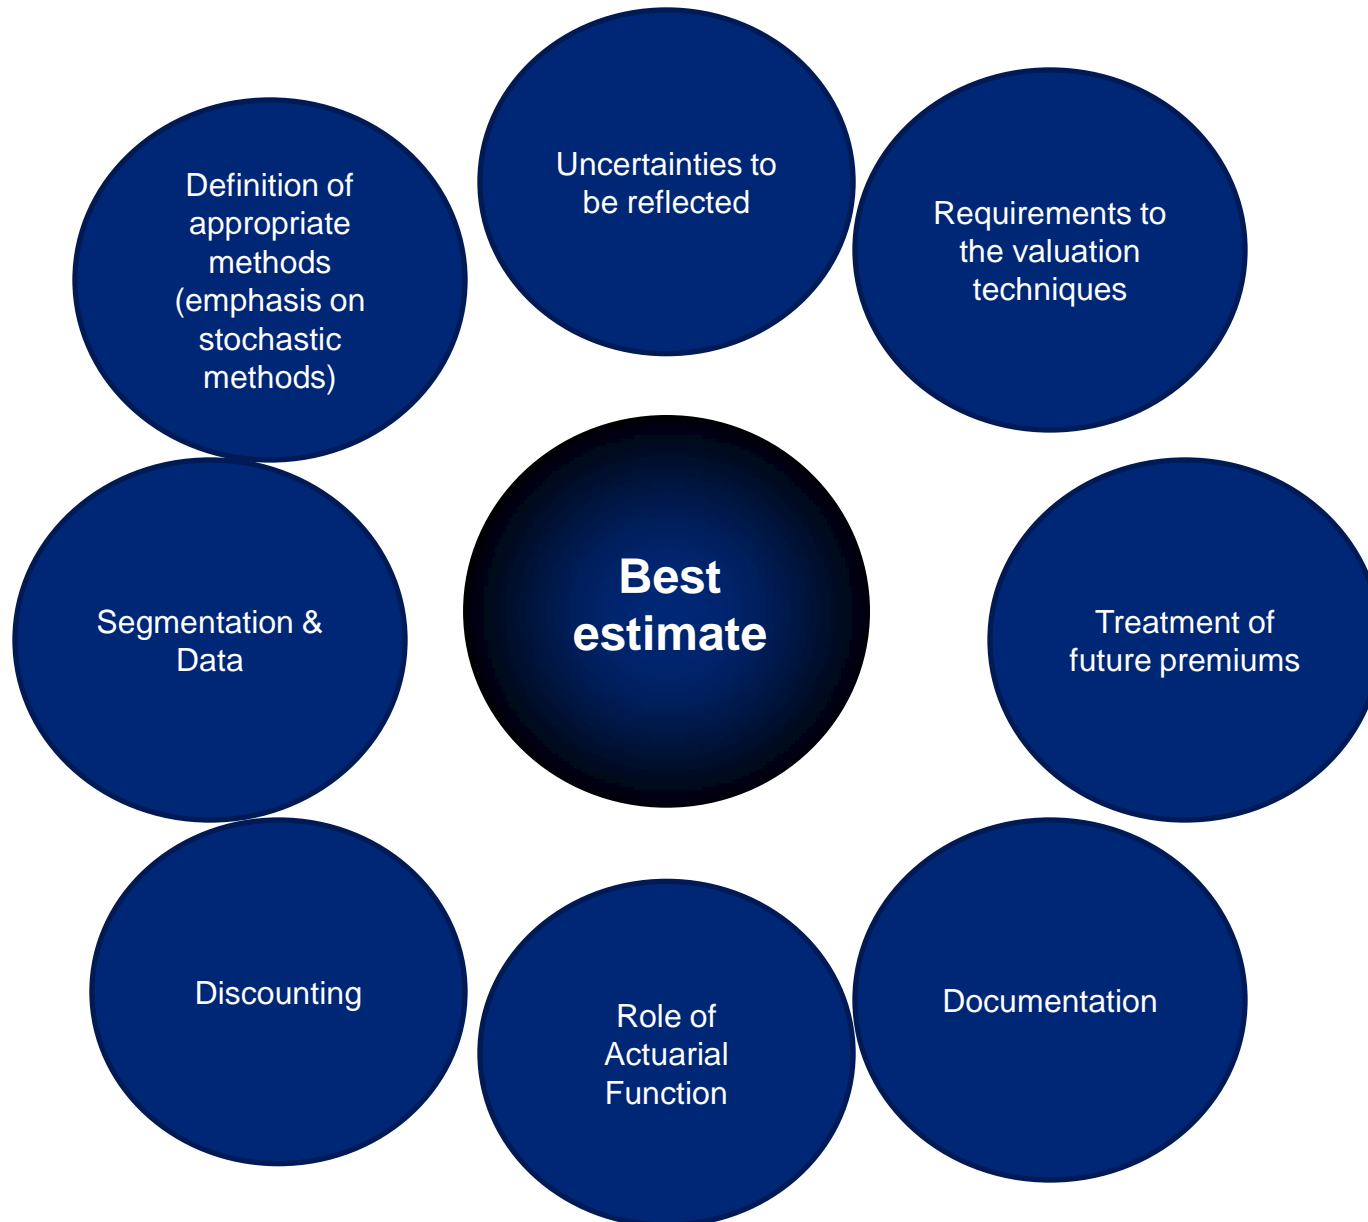 Uncertainties to
be reflected
Definition of
appropriate
methods
(emphasis on
stochastic
methods)
Requirements to
the valuation
techniques
Best
estimate
Segmentation &
Data
Treatment of
future premiums
Discounting
Role of
Actuarial
Function
Documentation